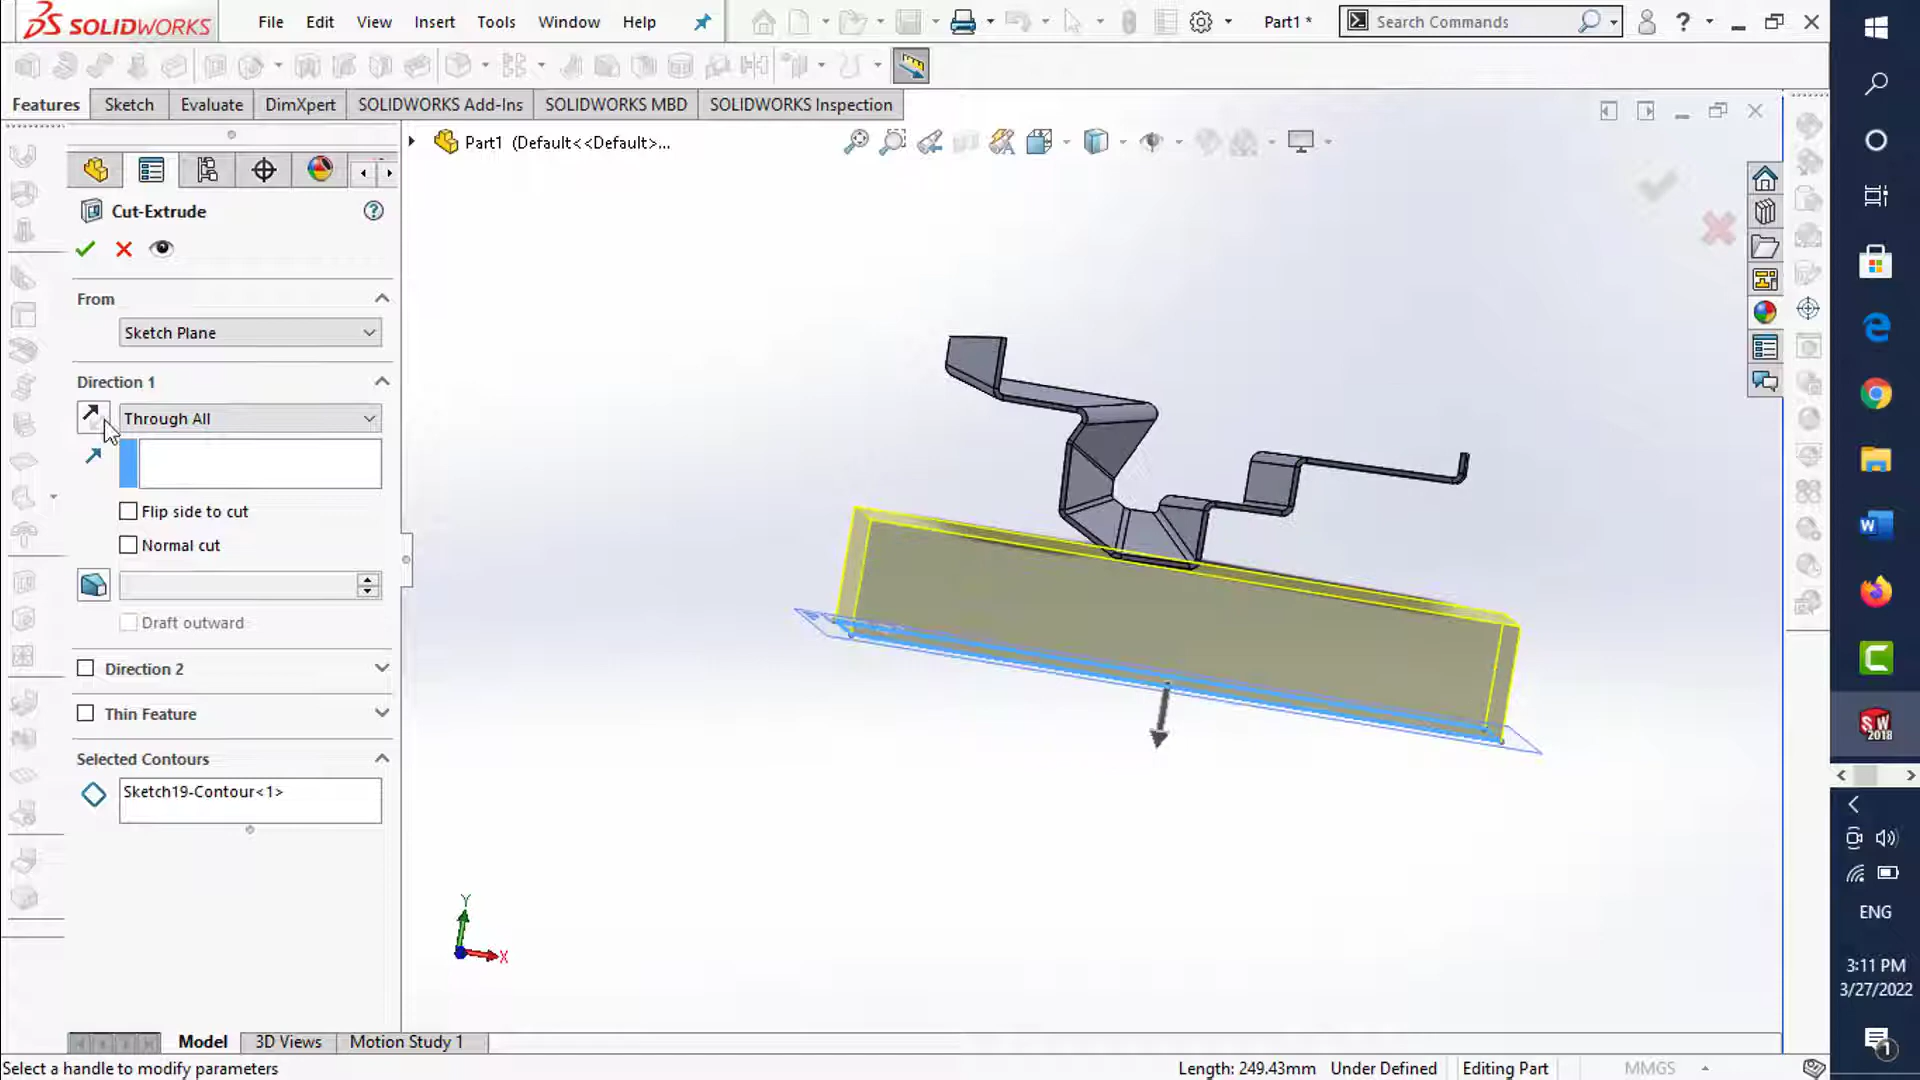 SOLIDWORKS
File Edit View Insert Tools Window Help
Part1 *
Search Commands
Features Sketch Evaluate DimXpert SOLIDWORKS Add-Ins SOLIDWORKS MBD SOLIDWORKS Inspection
Part1 (Default<<Default>...
Cut-Extrude
From
Sketch Plane
Direction 1
Through All
Flip side to cut
Normal cut
Draft outward
Direction 2
Thin Feature
Selected Contours
Sketch19-Contour<1>
Y
X
SW
2018
ENG
3:11 PM
3/27/2022
1
Model 3D Views Motion Study 1
Select a handle to modify parameters
Length: 249.43mm Under Defined Editing Part MMGS